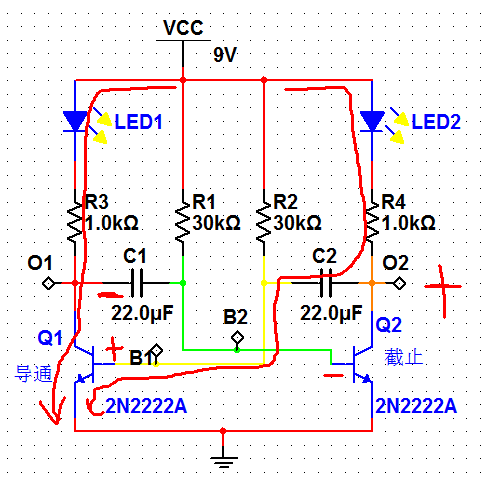 VCC
9V
LED1
LED2
R3
1.0kΩ
R1
30kΩ
R2
30kΩ
R4
1.0kΩ
O1
C1
22.0µF
C2
22.0µF
O2
+
B2
Q1
Q2
+
B1
导通
截止
2N2222A
2N2222A